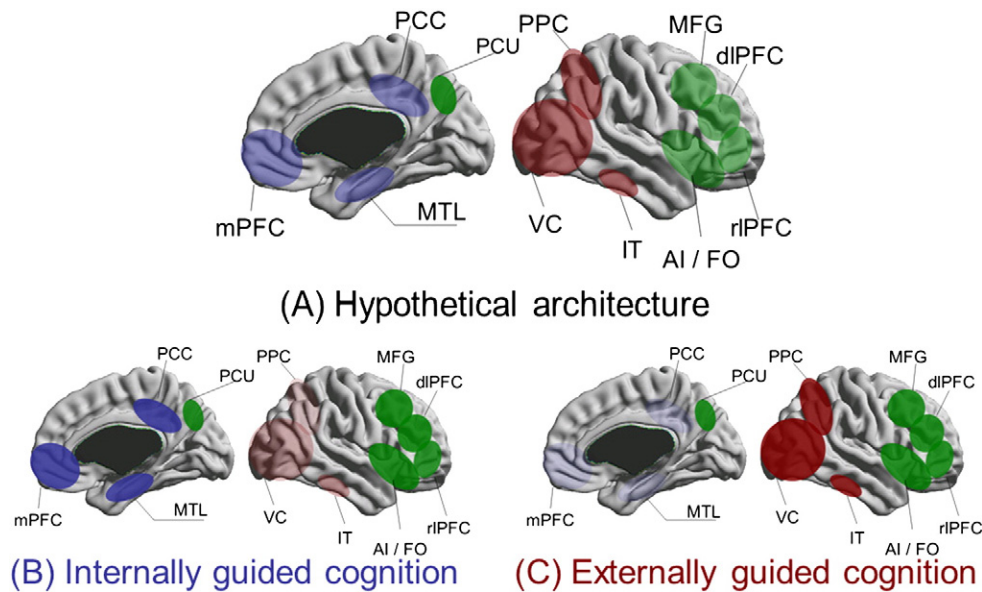 PCC
PCU
PPC
MFG
dlPFC
mPFC
MTL
VC
IT
AI / FO
rlPFC
(A) Hypothetical architecture
PCC
PCU
PPC
MFG
dlPFC
mPFC
MTL
VC
IT
AI / FO
rlPFC
PCC
PCU
PPC
MFG
dlPFC
mPFC
MTL
VC
IT
AI / FO
rlPFC
(B) Internally guided cognition
(C) Externally guided cognition